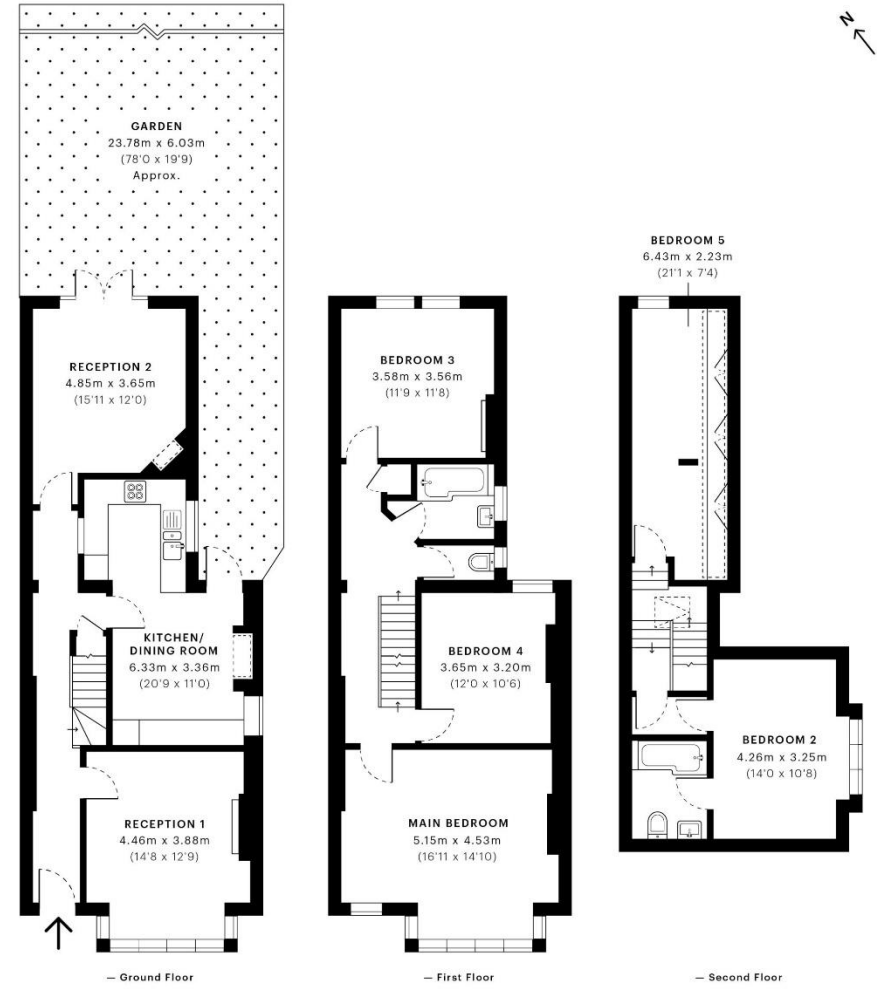 N
GARDEN
23.78m x 6.03m
(78'0 x 19'9)
Approx.
RECEPTION 2
4.85m x 3.65m
(15'11 x 12'0)
KITCHEN/
DINING ROOM
6.33m x 3.36m
(20'9 x 11'0)
RECEPTION 1
4.46m x 3.88m
(14'8 x 12'9)
— Ground Floor
BEDROOM 3
3.58m x 3.56m
(11'9 x 11'8)
BEDROOM 4
3.65m x 3.20m
(12'0 x 10'6)
MAIN BEDROOM
5.15m x 4.53m
(16'11 x 14'10)
— First Floor
BEDROOM 5
6.43m x 2.23m
(21'1 x 7'4)
BEDROOM 2
4.26m x 3.25m
(14'0 x 10'8)
— Second Floor